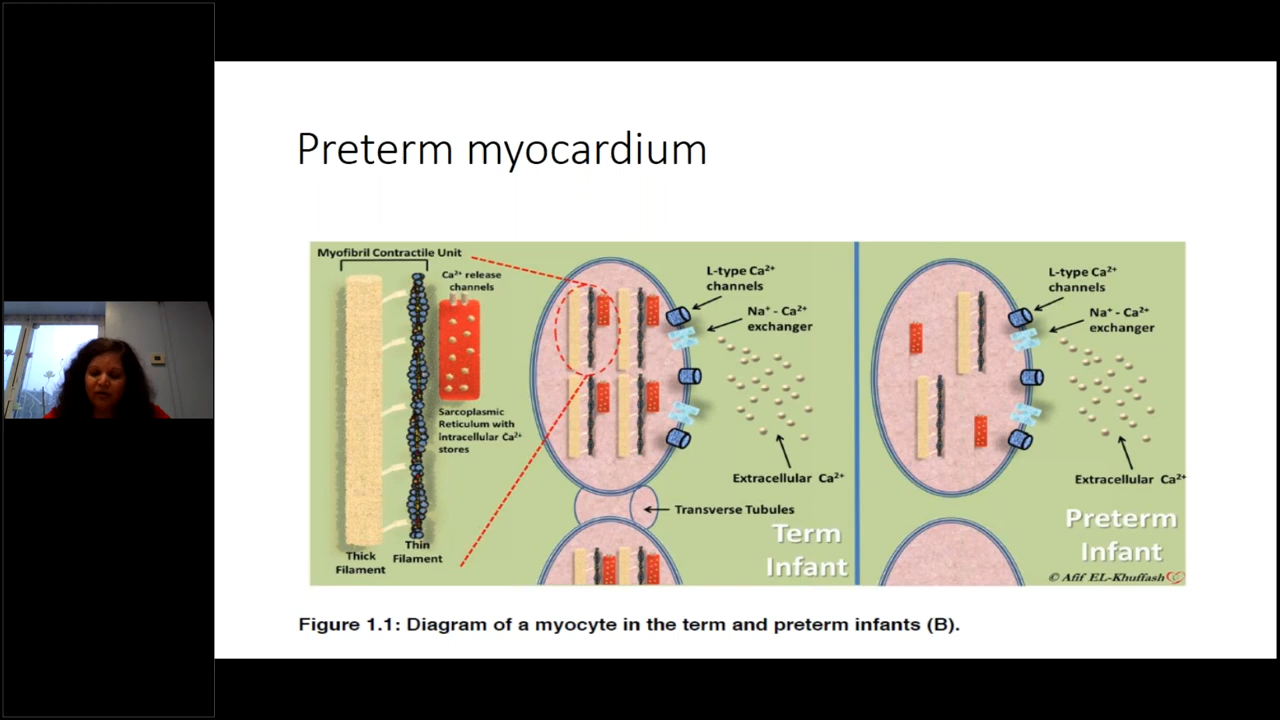 Preterm myocardium
Myofibril Contractile Unit
Ca²⁺ release
channels
Sarcoplasmic
Reticulum with
intracellular Ca²⁺
stores
Thick
Filament
Thin
Filament
L-type Ca²⁺
channels
Na⁺ - Ca²⁺
exchanger
Extracellular Ca²⁺
Transverse Tubules
Term
Infant
L-type Ca²⁺
channels
Na⁺ - Ca²⁺
exchanger
Extracellular Ca²⁺
Preterm
Infant
© Afif EL-Khuffash
Figure 1.1: Diagram of a myocyte in the term and preterm infants (B).